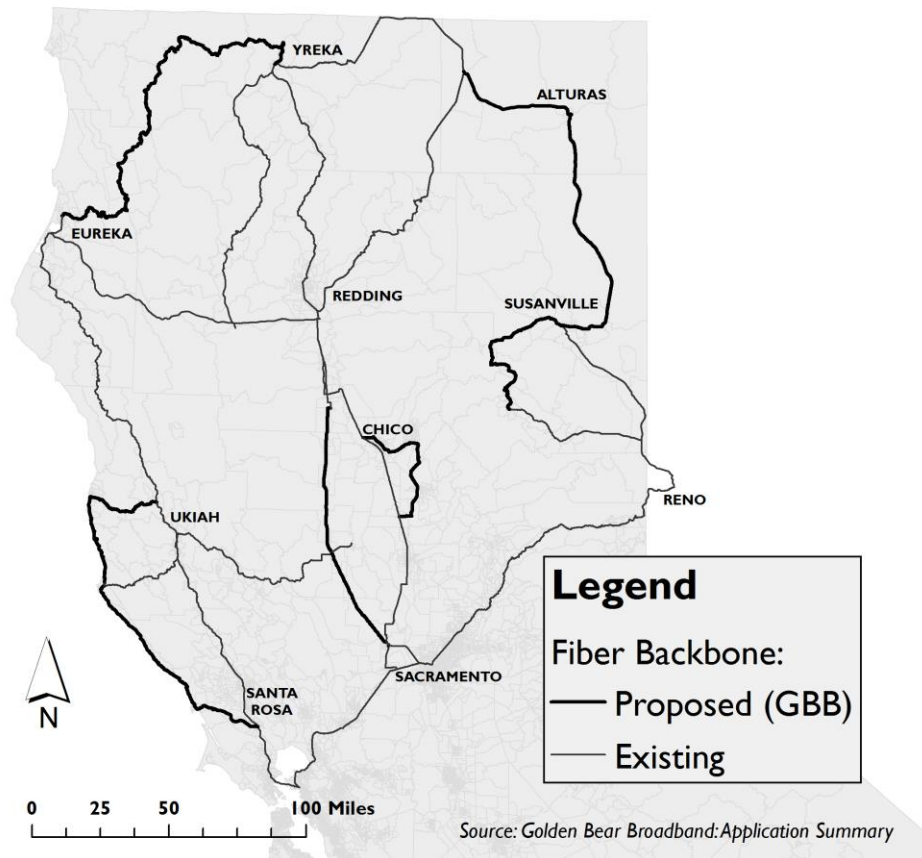 YREKA
ALTURAS
EUREKA
REDDING
SUSANVILLE
CHICO
RENO
UKIAH
Legend
Fiber Backbone:
Proposed (GBB)
Existing
SACRAMENTO
SANTA
ROSA
N
0 25 50 100 Miles
Source: Golden Bear Broadband: Application Summary